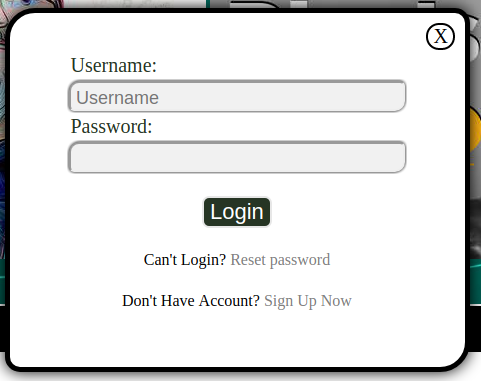 X
Username:
Username
Password:
Login
Can't Login? Reset password
Don't Have Account? Sign Up Now